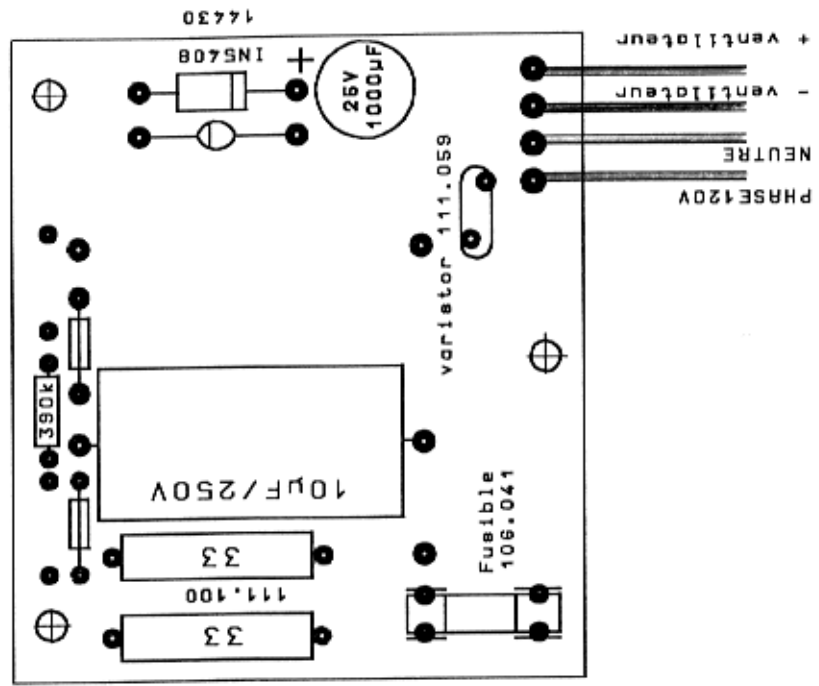 14430
IN5408
+
25V
1000µF
+ ventilateur
- ventilateur
NEUTRE
PHASE120V
varistor 111.059
390k
10µF/250V
33
111.100
33
Fusible
106.041